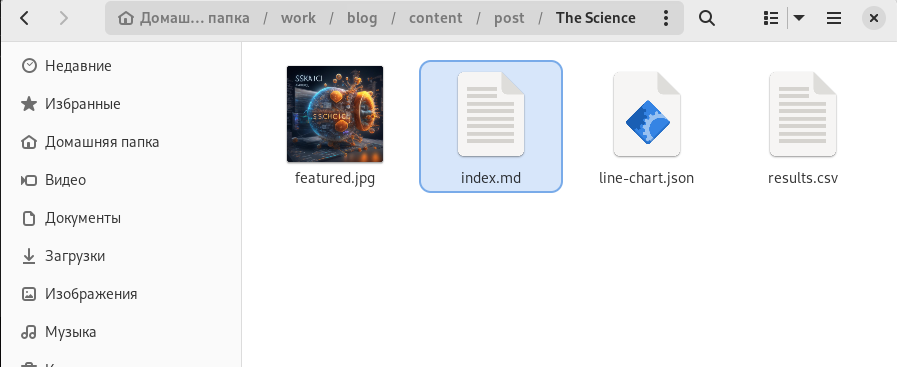 Домаш… папка / work / blog / content / post / The Science
Недавние
Избранные
Домашняя папка
Видео
Документы
Загрузки
Изображения
Музыка
featured.jpg
index.md
line-chart.json
results.csv